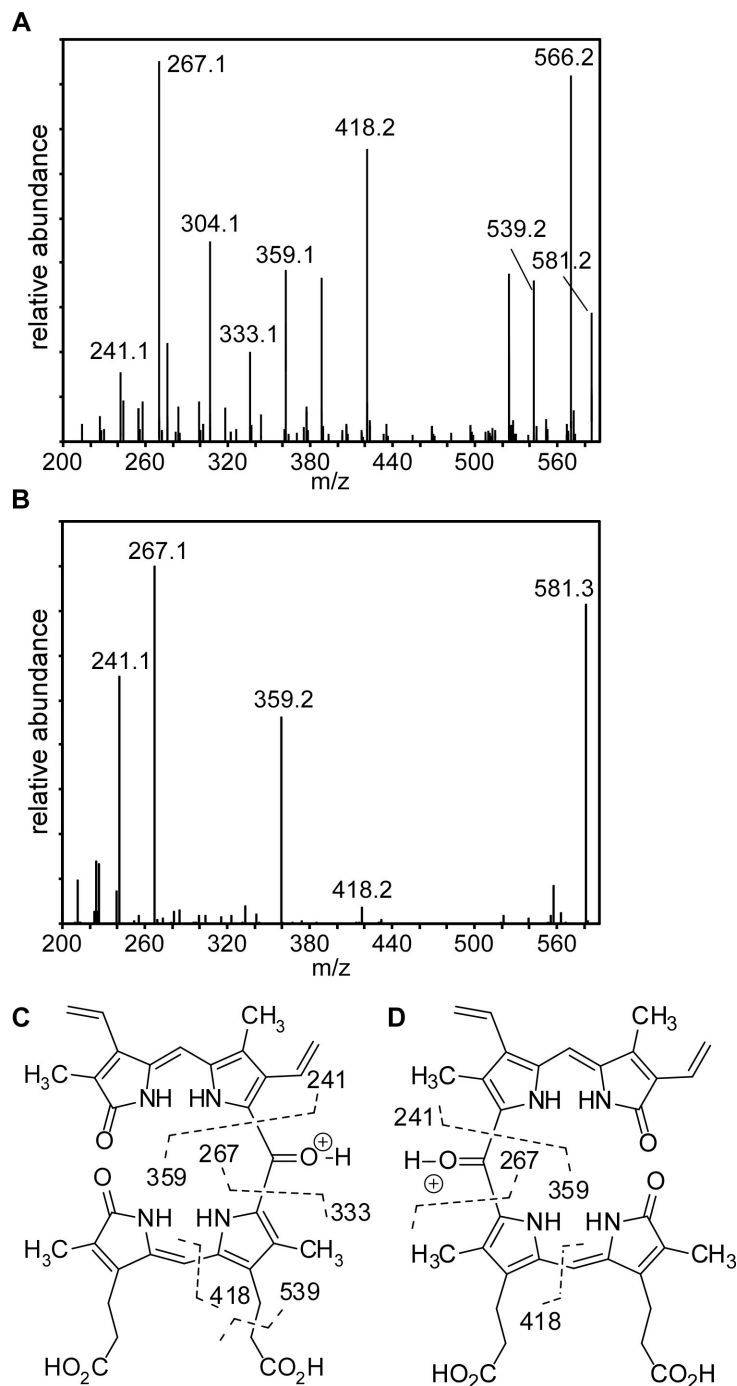 A
relative abundance
267.1
566.2
418.2
304.1
539.2
359.1
581.2
333.1
241.1
200 260 320 380 440 500 560
m/z
B
relative abundance
267.1
581.3
241.1
359.2
418.2
200 260 320 380 440 500 560
m/z
C
CH3
H3C
NH HN
241
O
359
267
O
⊕
H
333
O
NH HN
H3C
CH3
418
539
HO2C
CO2H
D
CH3
H3C
NH HN
241
O
H–O
⊕
267
359
O
NH HN
H3C
CH3
418
HO2C
CO2H